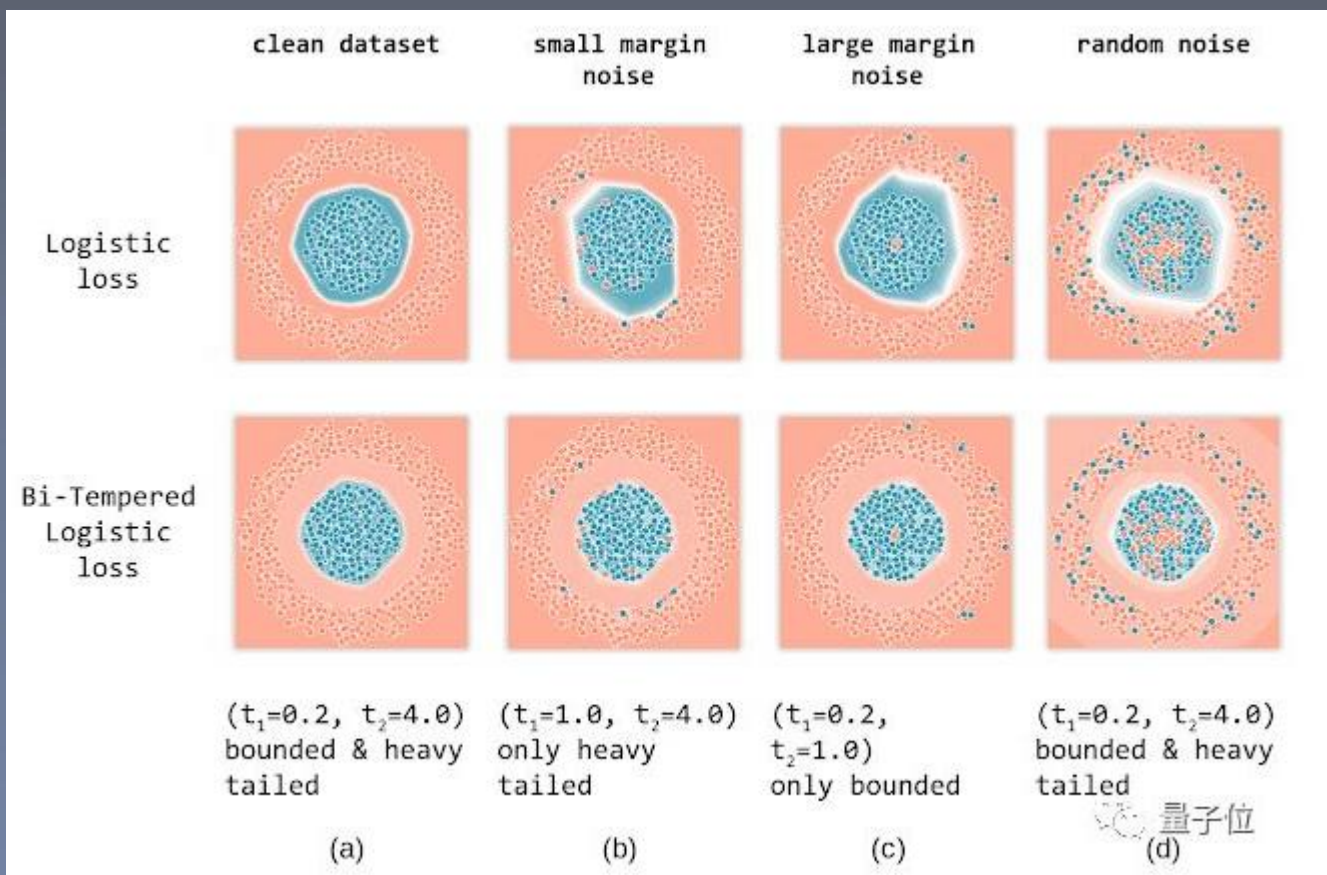 clean dataset
small margin
noise
large margin
noise
random noise
Logistic
loss
Bi-Tempered
Logistic
loss
(t₁=0.2, t₂=4.0)
bounded & heavy
tailed
(t₁=1.0, t₂=4.0)
only heavy
tailed
(t₁=0.2,
t₂=1.0)
only bounded
(t₁=0.2, t₂=4.0)
bounded & heavy
tailed
量子位
(a)
(b)
(c)
(d)